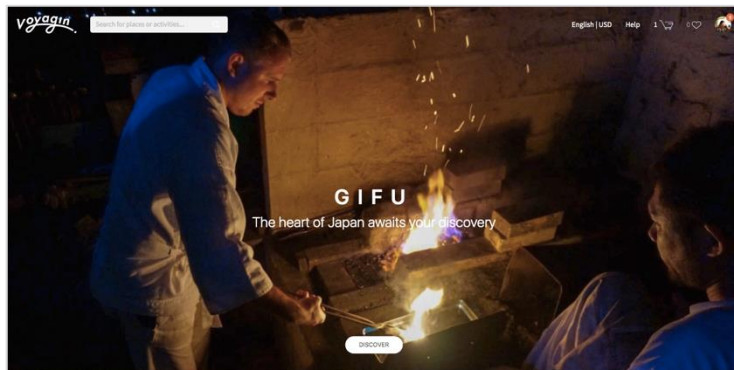 Voyagin
Search for places or activities...
English | USD
Help
1
0
GIFU
The heart of Japan awaits your discovery
DISCOVER